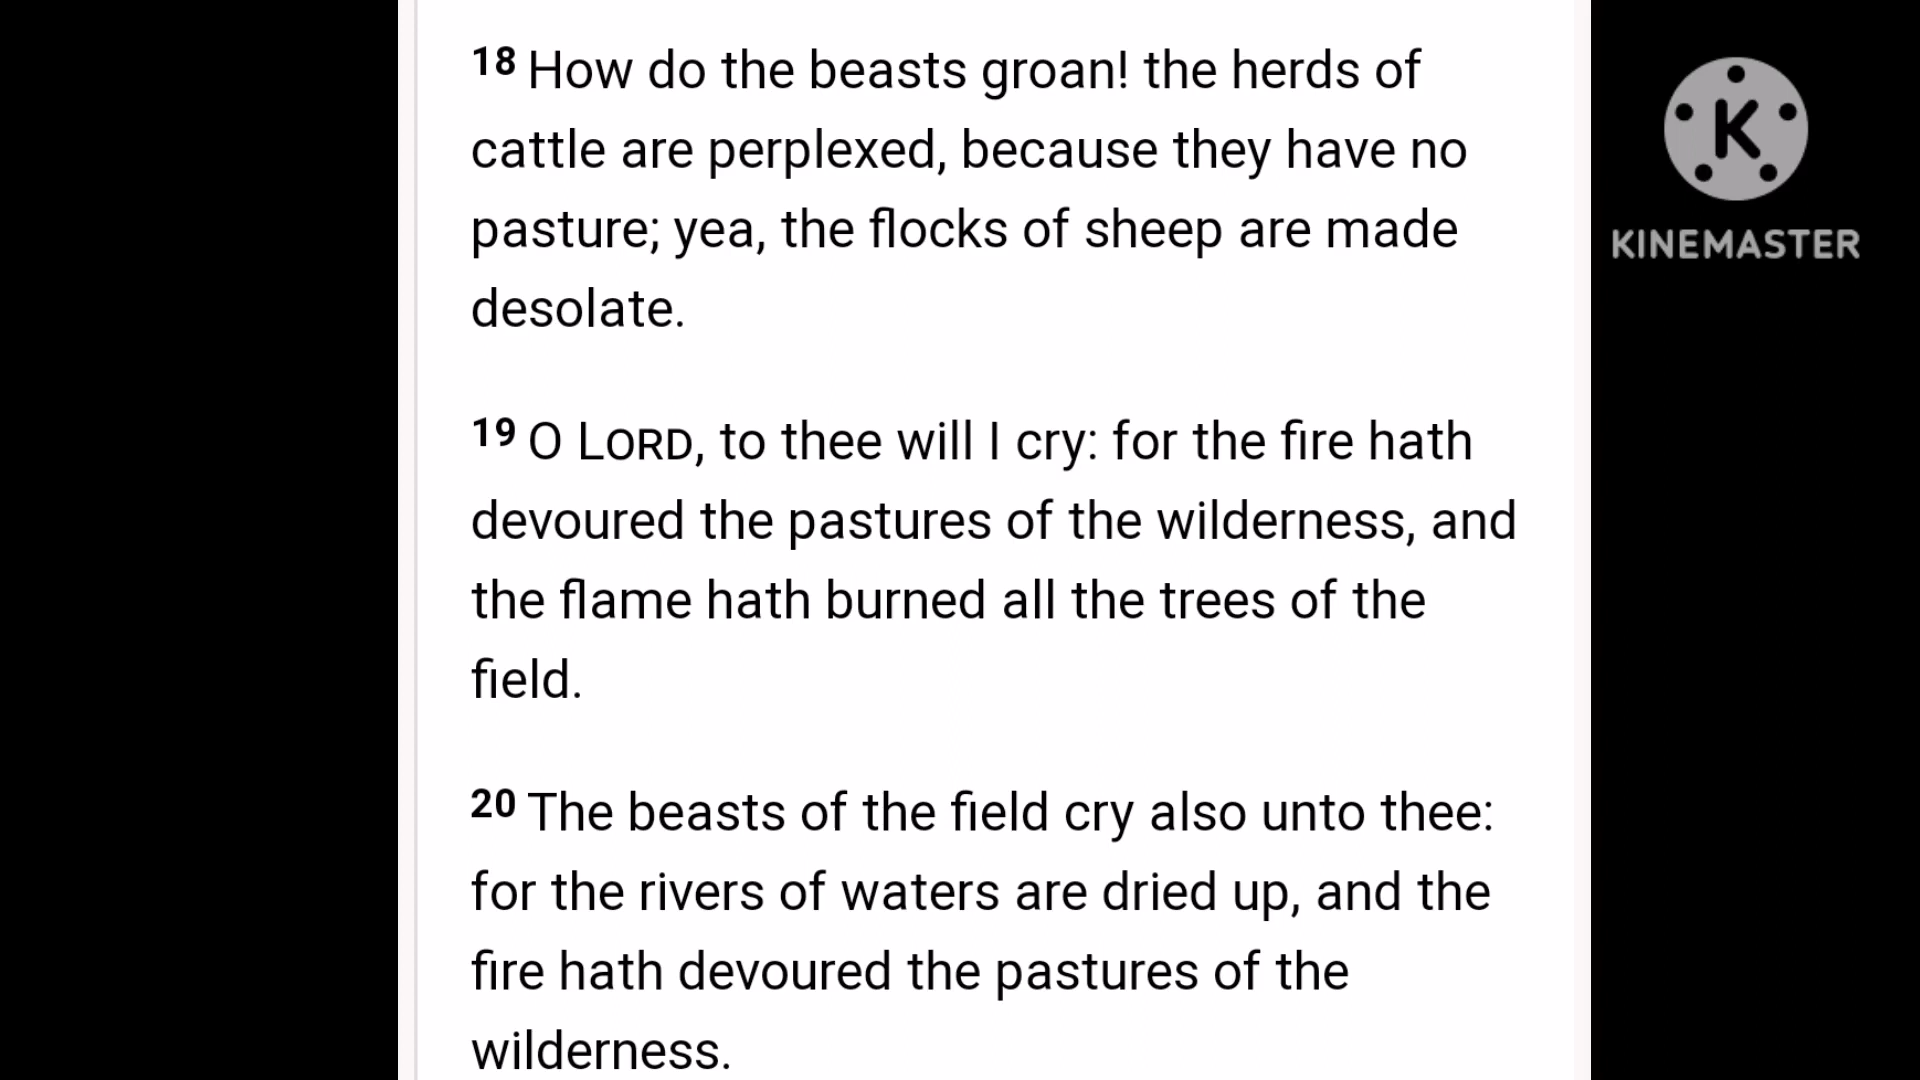 18 How do the beasts groan! the herds of
cattle are perplexed, because they have no
pasture; yea, the flocks of sheep are made
desolate.
19 O LORD, to thee will I cry: for the fire hath
devoured the pastures of the wilderness, and
the flame hath burned all the trees of the
field.
20 The beasts of the field cry also unto thee:
for the rivers of waters are dried up, and the
fire hath devoured the pastures of the
wilderness.
K
KINEMASTER